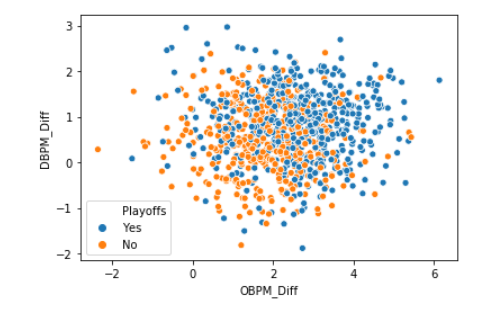 3
2
1
0
−1
−2
DBPM_Diff
Playoffs
Yes
No
−2 0 2 4 6
OBPM_Diff